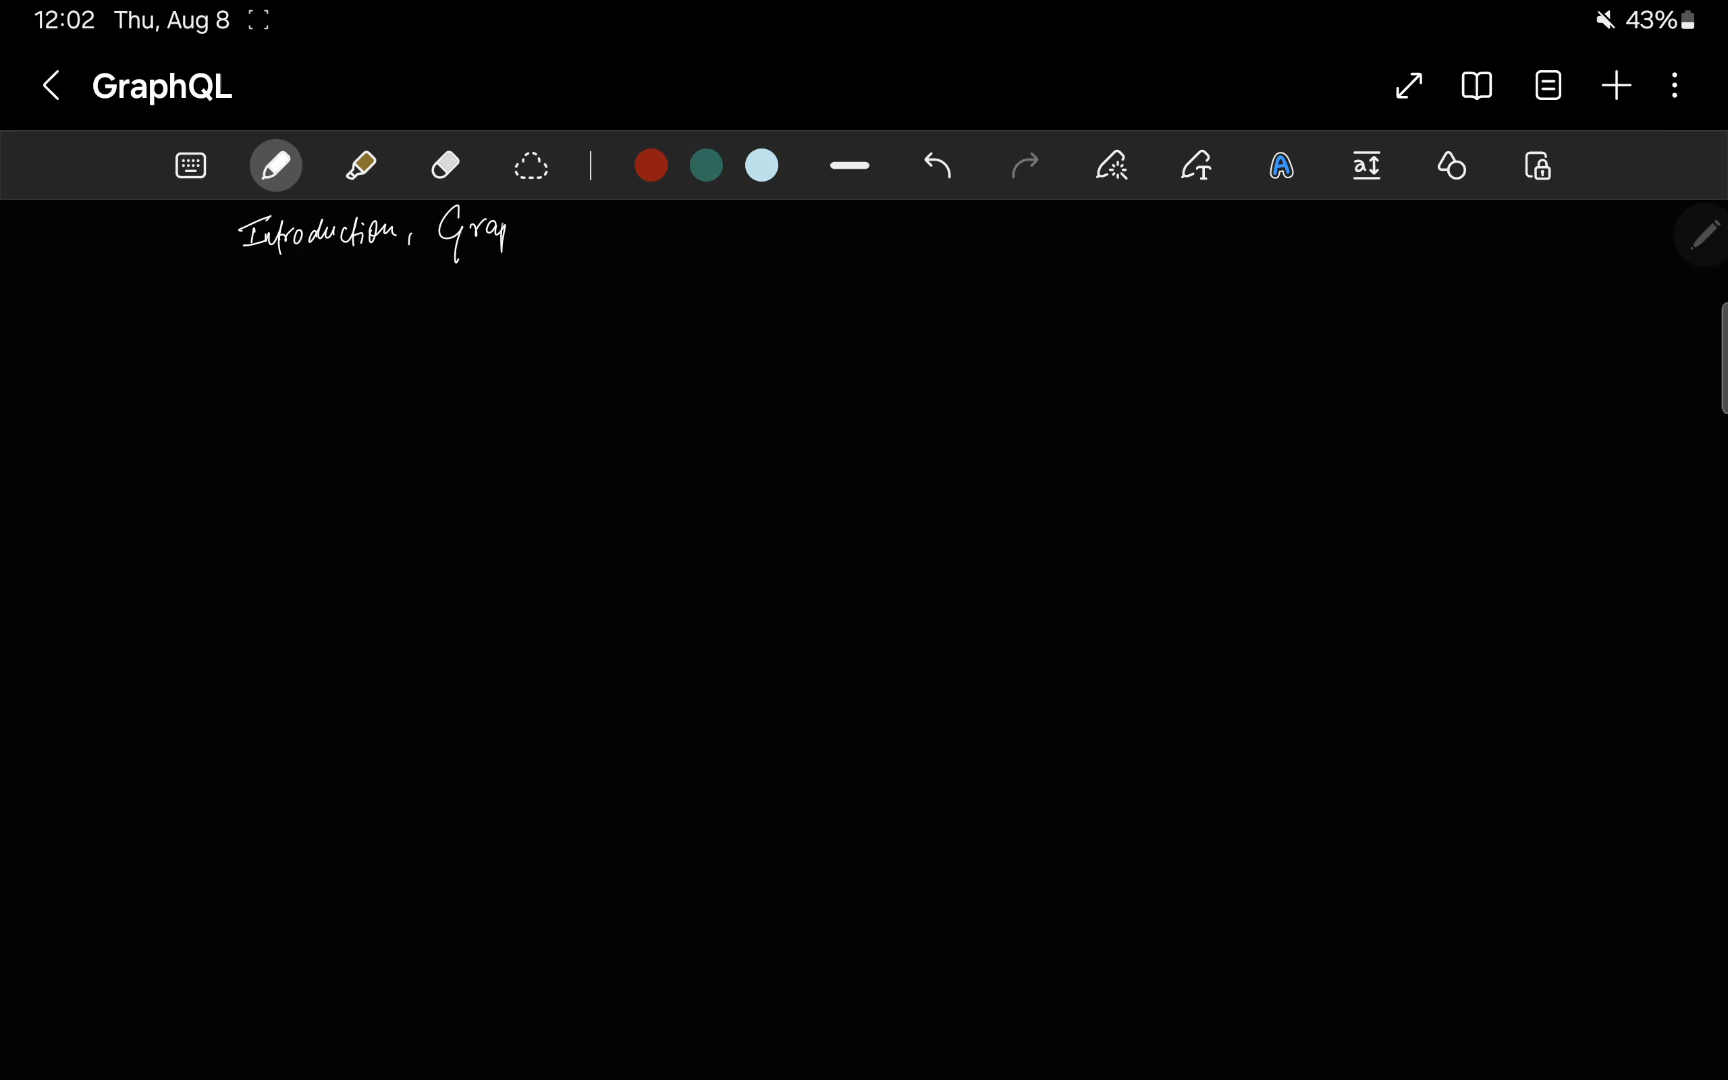 12:02 Thu, Aug 8 43%
GraphQL
A a T
Introduction, Grap